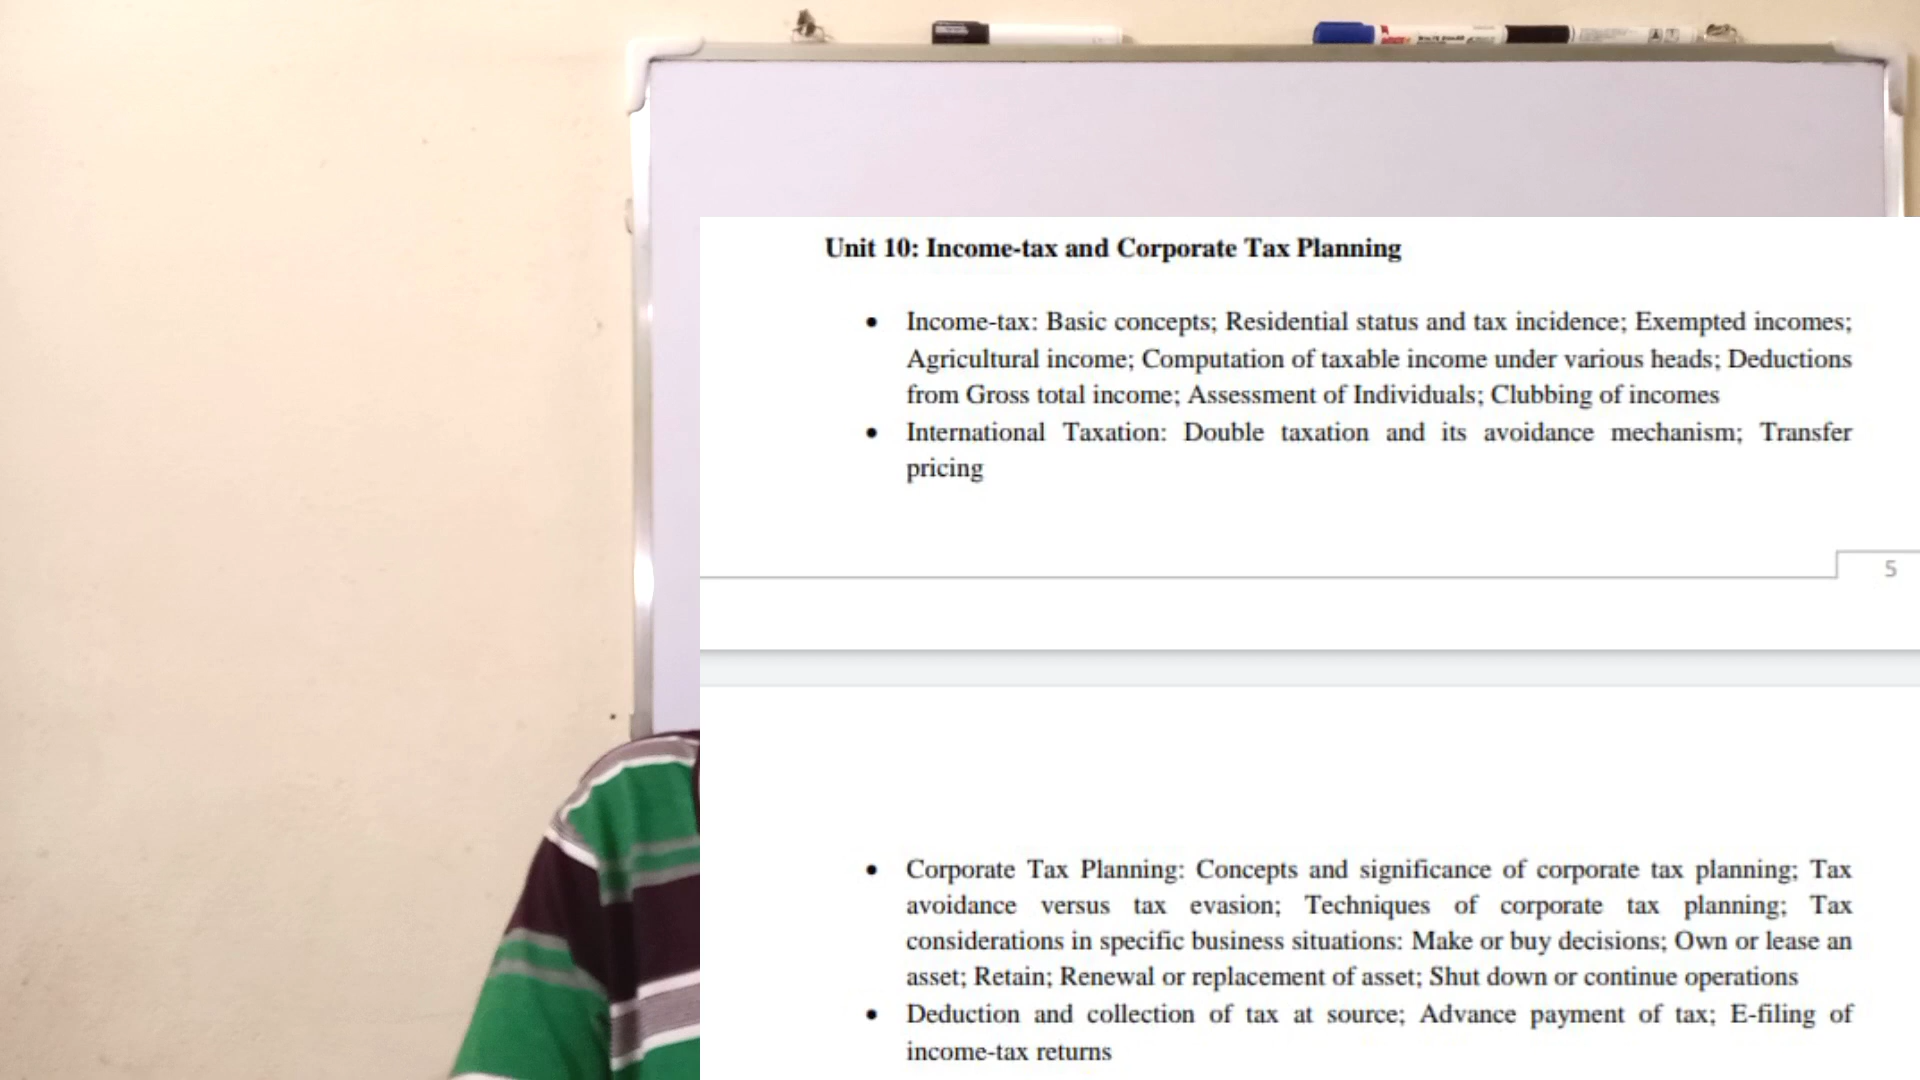 Unit 10: Income-tax and Corporate Tax Planning
• Income-tax: Basic concepts; Residential status and tax incidence; Exempted incomes;
Agricultural income; Computation of taxable income under various heads; Deductions
from Gross total income; Assessment of Individuals; Clubbing of incomes
• International Taxation: Double taxation and its avoidance mechanism; Transfer
pricing
5
• Corporate Tax Planning: Concepts and significance of corporate tax planning; Tax
avoidance versus tax evasion; Techniques of corporate tax planning; Tax
considerations in specific business situations: Make or buy decisions; Own or lease an
asset; Retain; Renewal or replacement of asset; Shut down or continue operations
• Deduction and collection of tax at source; Advance payment of tax; E-filing of
income-tax returns